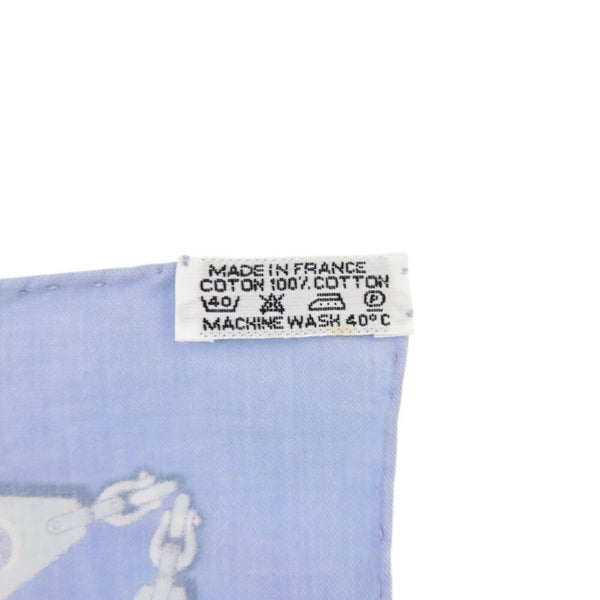 MADE IN FRANCE
COTON 100% COTTON
40 P
MACHINE WASH 40°C